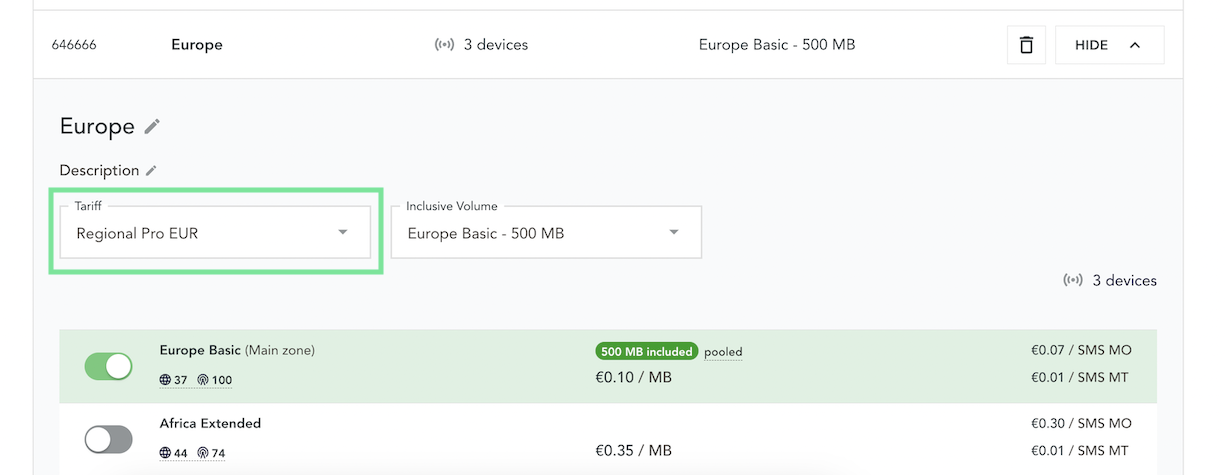 646666 Europe 3 devices Europe Basic - 500 MB HIDE
Europe
Description
Tariff Inclusive Volume
Regional Pro EUR Europe Basic - 500 MB
3 devices
Europe Basic (Main zone) 500 MB included pooled €0.07 / SMS MO
37 100 €0.10 / MB €0.01 / SMS MT
Africa Extended €0.30 / SMS MO
44 74 €0.35 / MB €0.01 / SMS MT